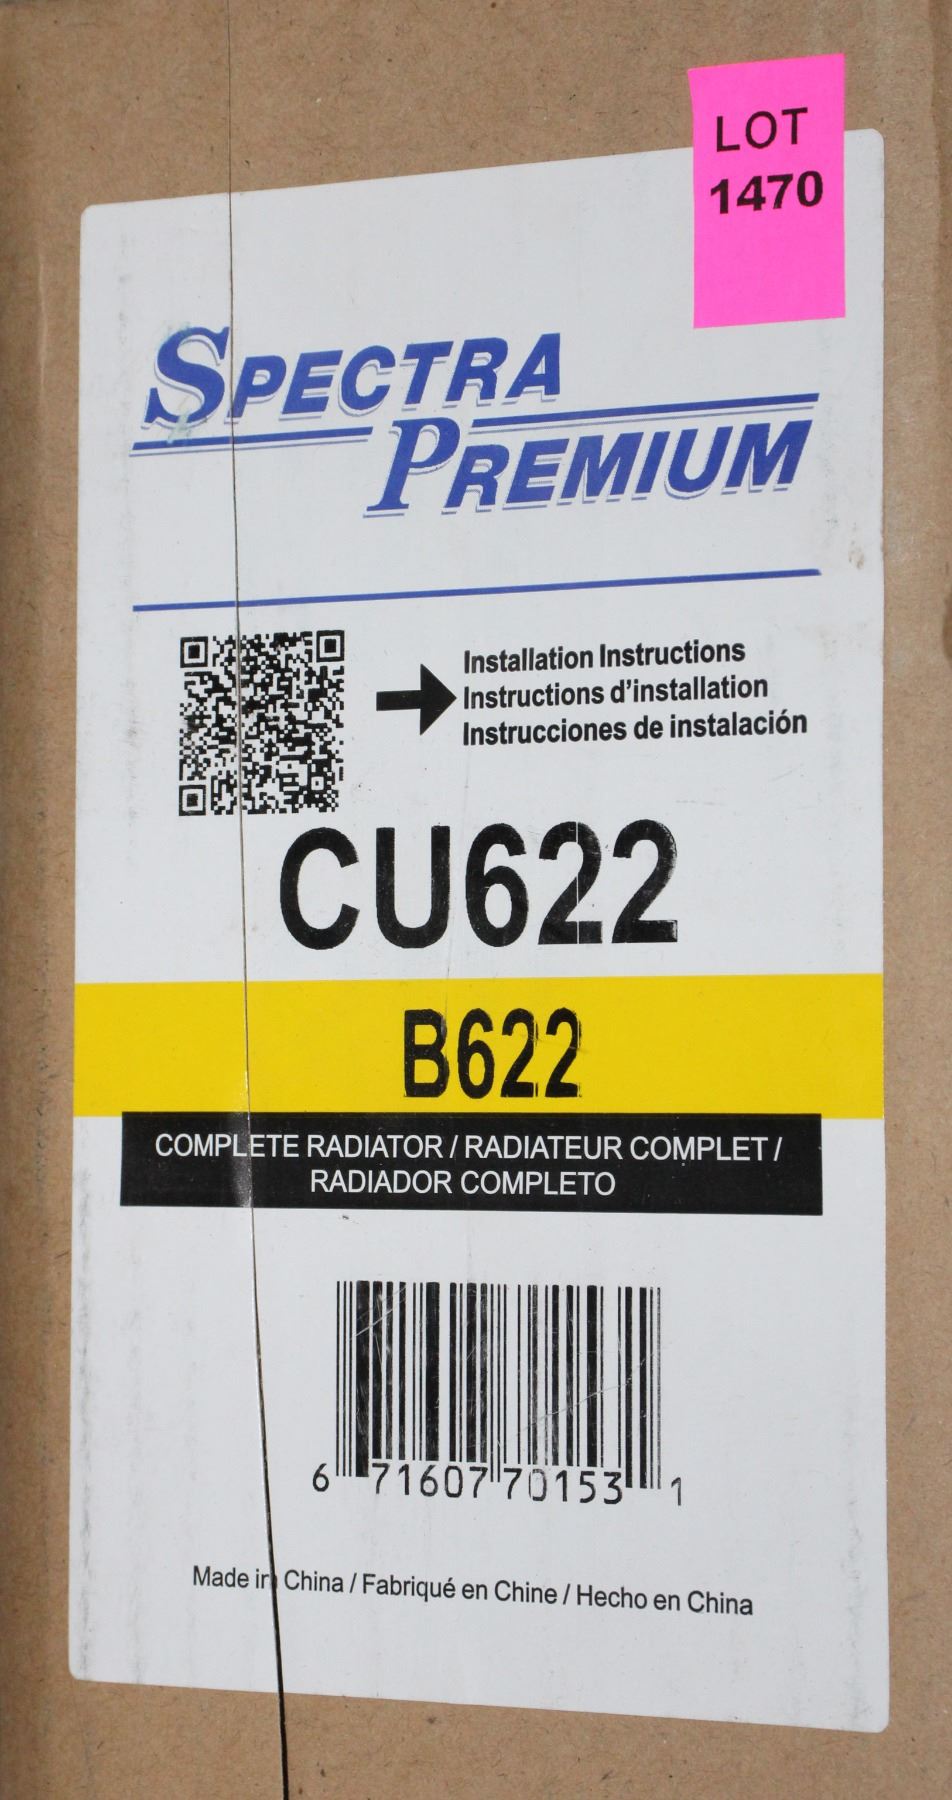 LOT
1470
SPECTRA
PREMIUM
Installation Instructions
Instructions d'installation
Instrucciones de instalación
CU622
B622
COMPLETE RADIATOR / RADIATEUR COMPLET /
RADIADOR COMPLETO
6 71607 70153 1
Made in China / Fabriqué en Chine / Hecho en China